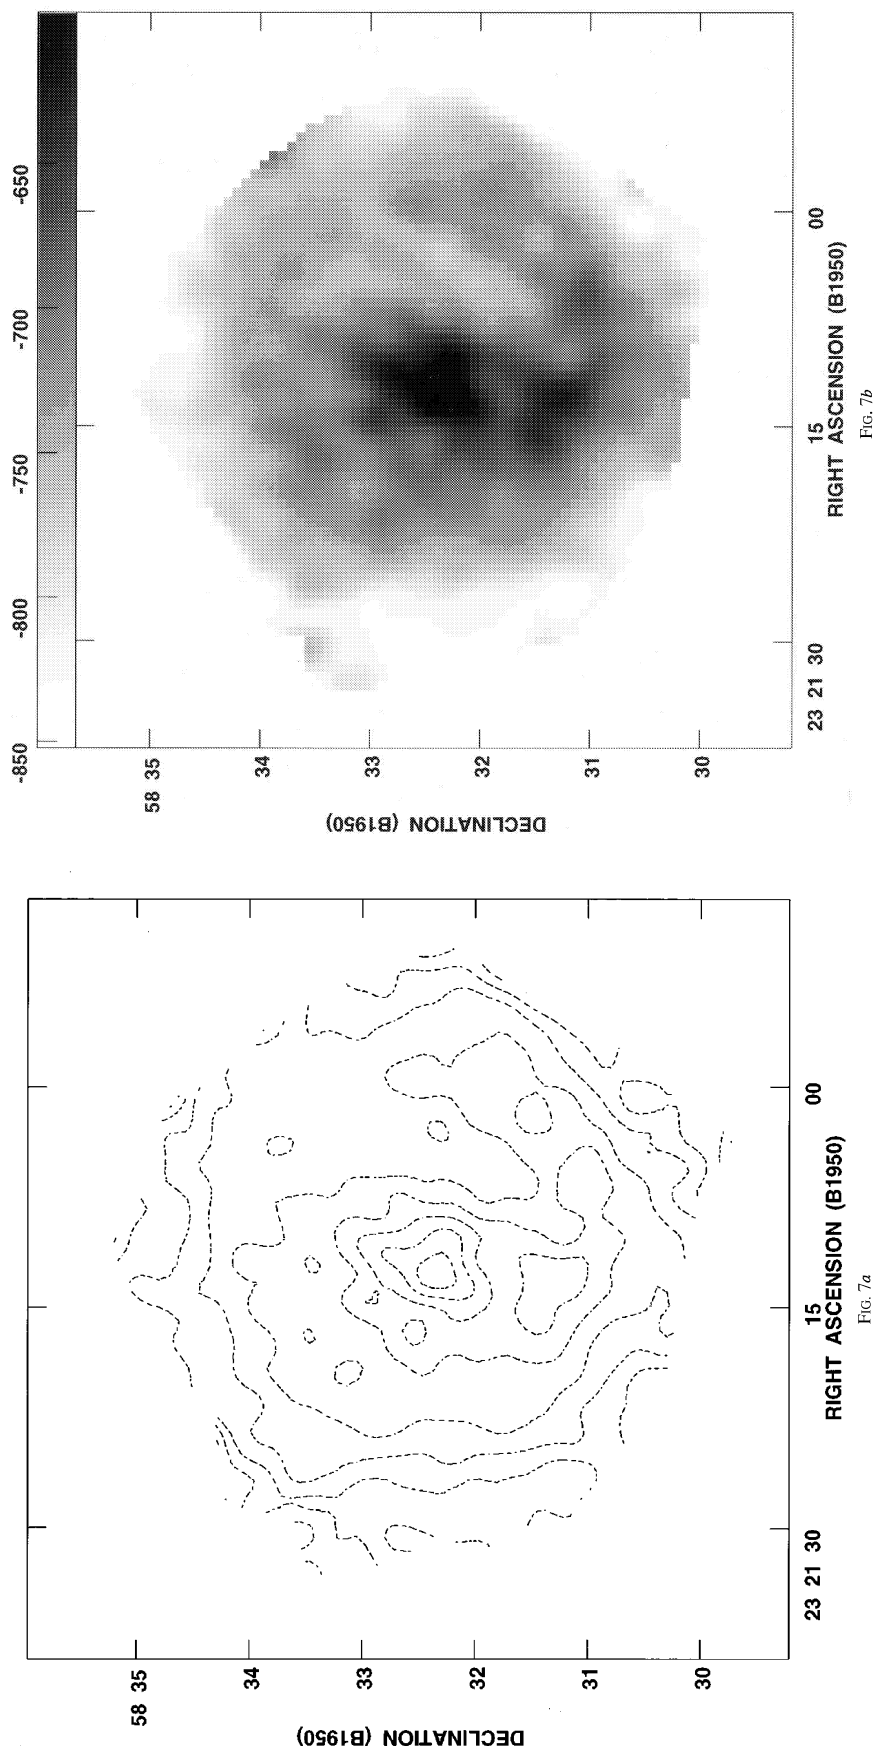 -850 -800 -750 -700 -650
58 35
34
33
32
31
30
DECLINATION (B1950)
23 21 30 15 00
RIGHT ASCENSION (B1950)
FIG. 7b
58 35
34
33
32
31
30
DECLINATION (B1950)
23 21 30 15 00
RIGHT ASCENSION (B1950)
FIG. 7a